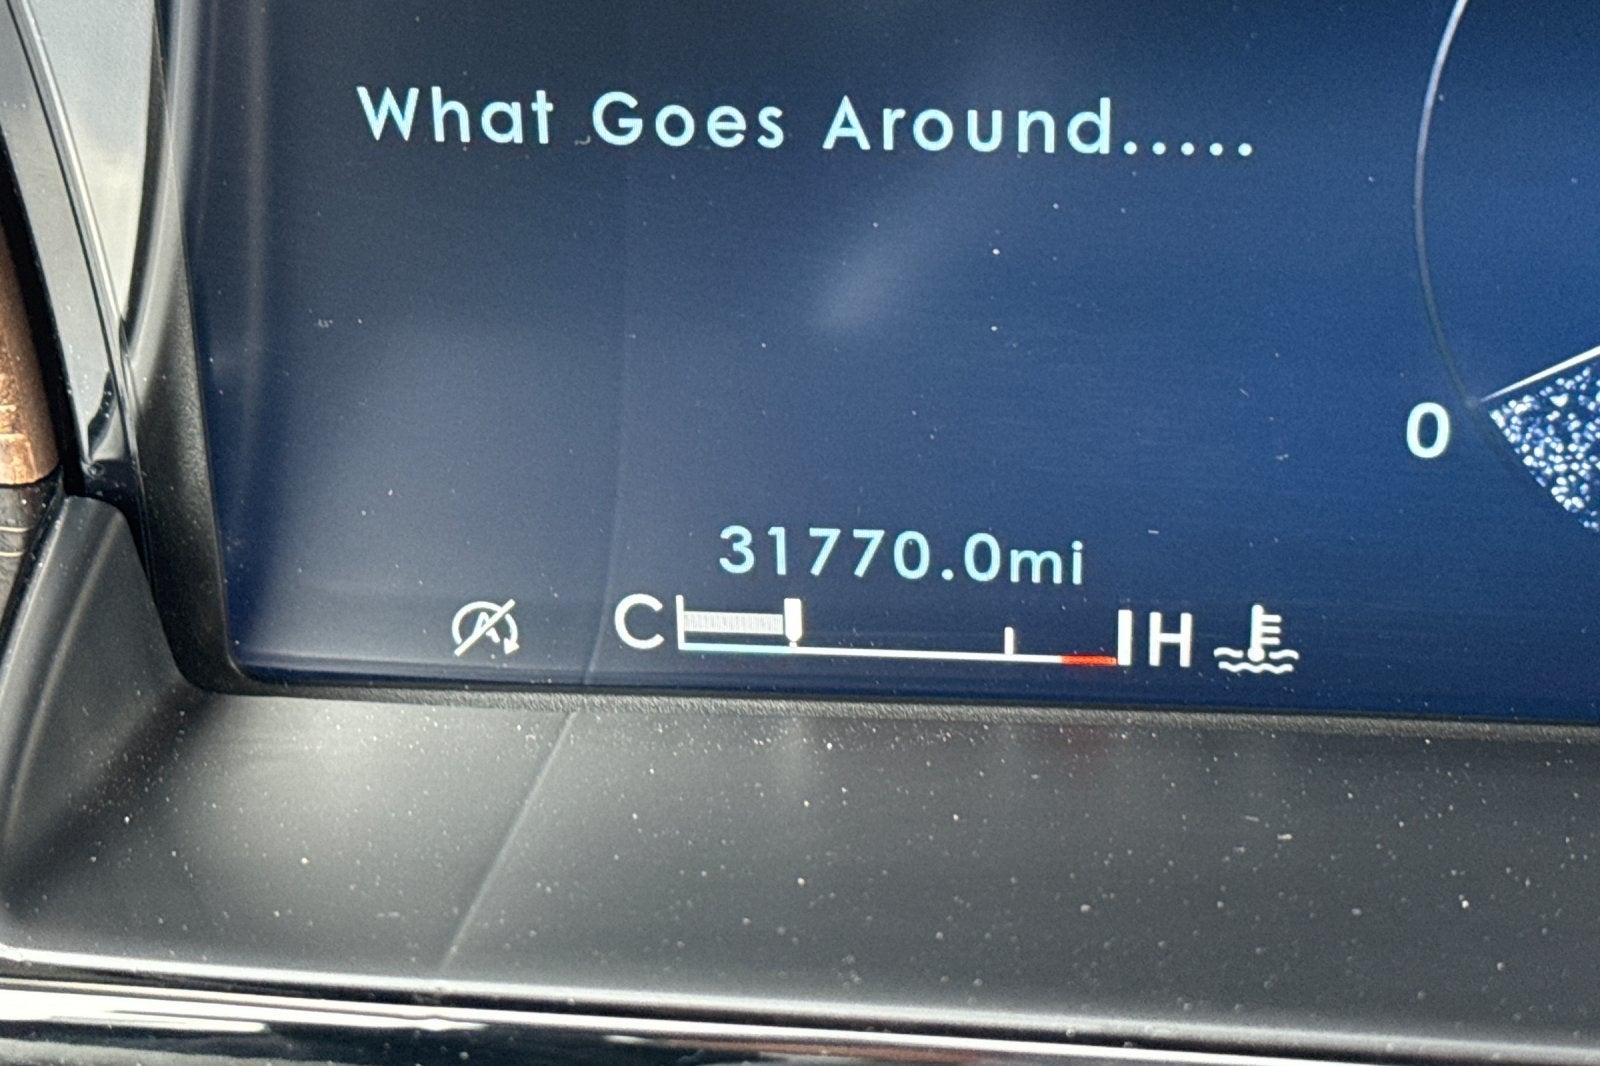 What Goes Around.....
0
31770.0mi
A
C H